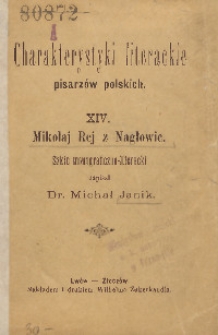 80872
Charakterystyki literackie
pisarzów polskich.
XIV.
Mikołaj Rej z Nagłowic.
Szkic monograficzno-literacki
napisał
Dr. Michał Janik.
Lwów — Złoczów
Nakładem i drukiem Wilhelma Zukerkandla.